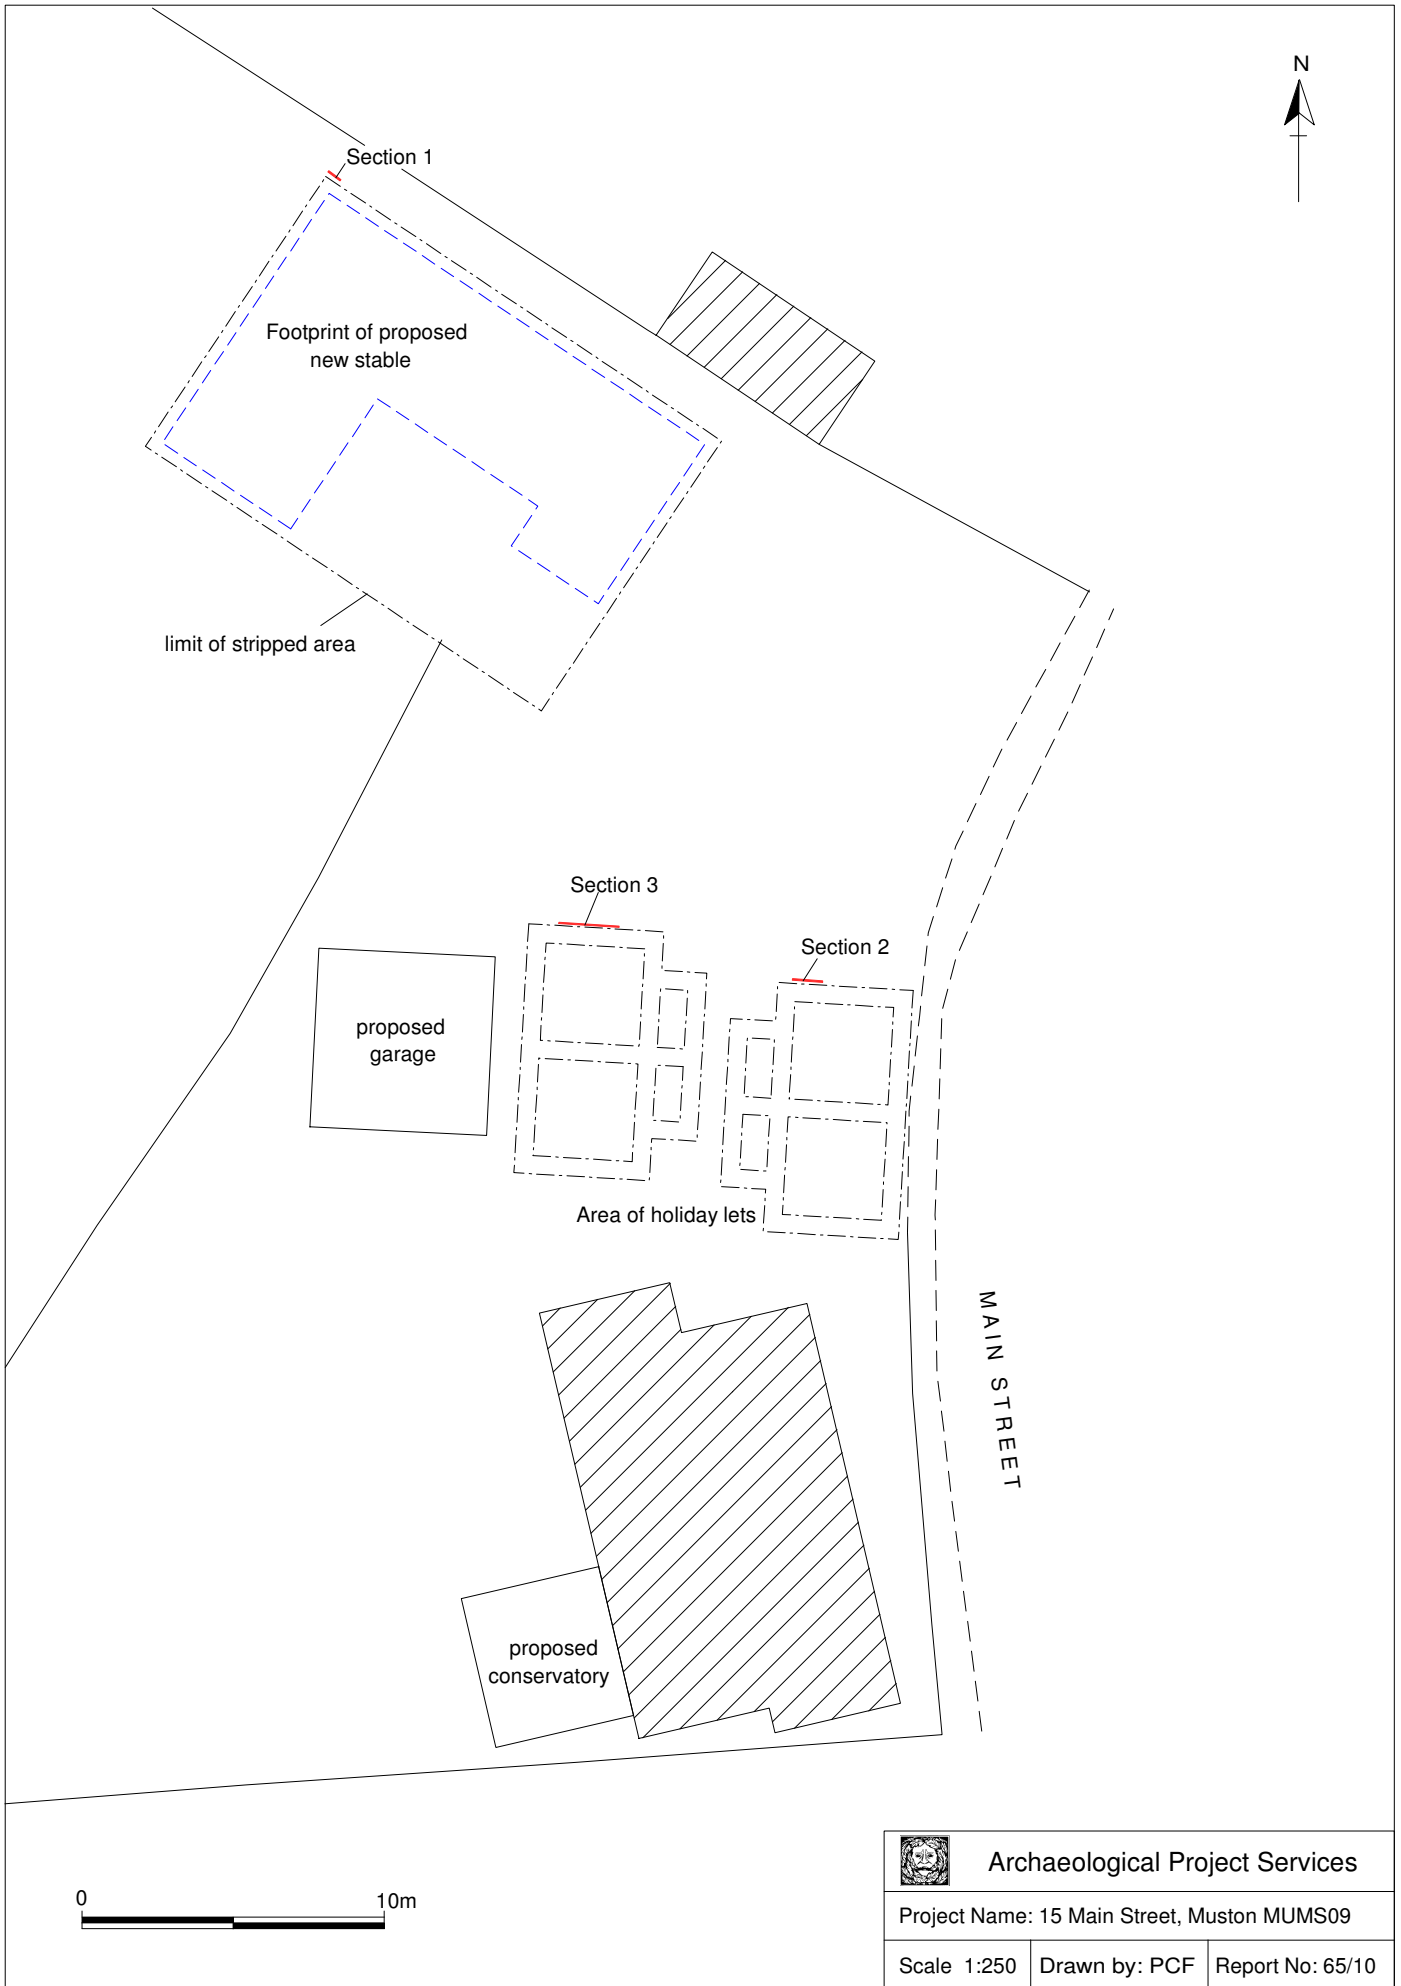 N
Section 1
Footprint of proposed
new stable
limit of stripped area
Section 3
Section 2
proposed
garage
Area of holiday lets
MAIN STREET
proposed
conservatory
0 10m
Archaeological Project Services
Project Name: 15 Main Street, Muston MUMS09
Scale 1:250 Drawn by: PCF Report No: 65/10